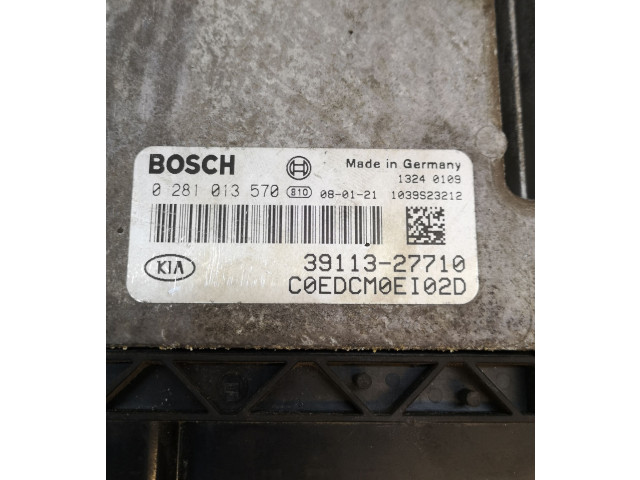 BOSCH Made in Germany
1324 0109
0 281 013 570 810 08-01-21 1039S23212
KIA 39113-27710
C0EDCM0EI02D